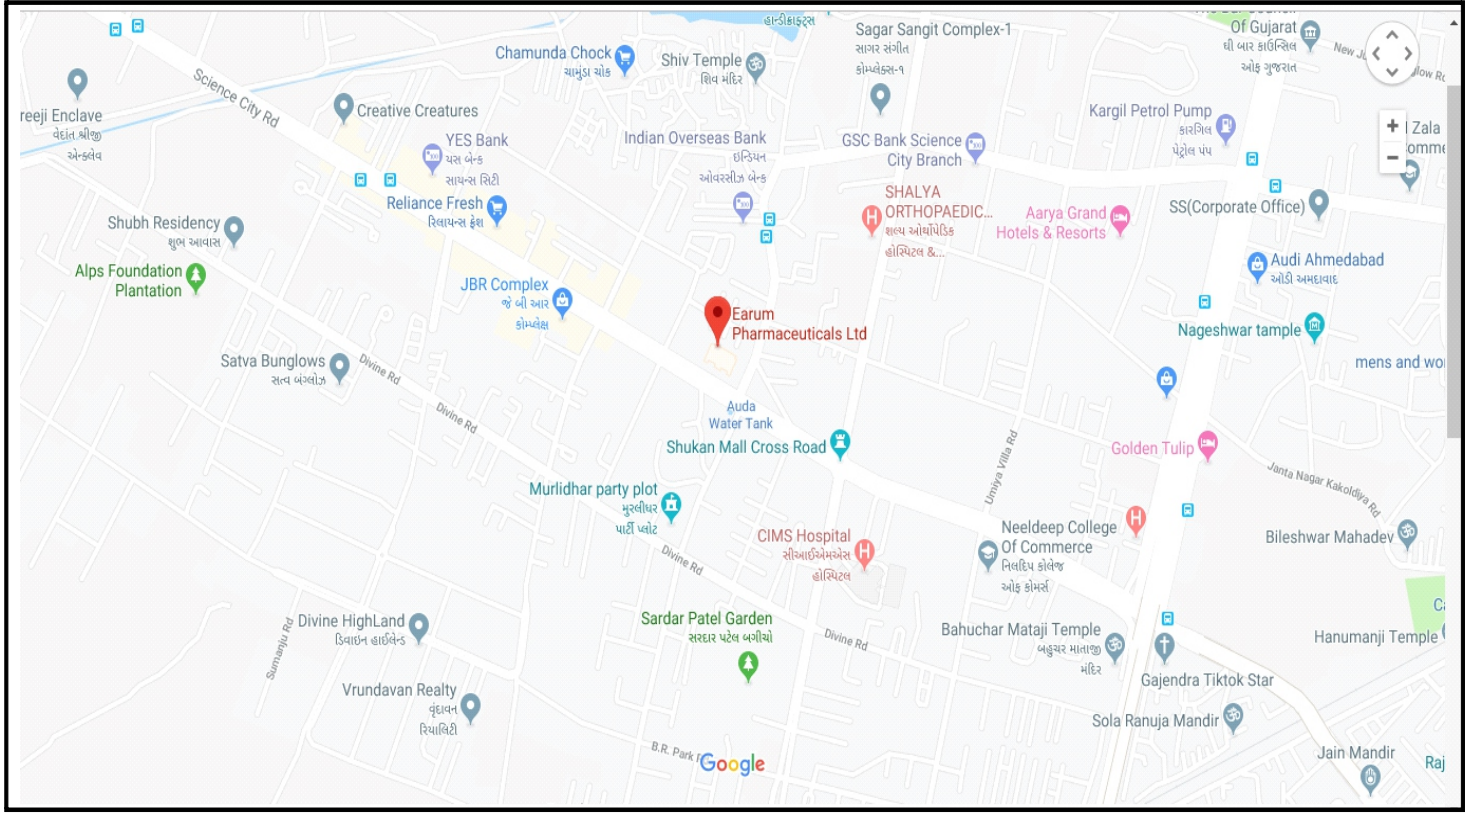 હાન્ડીક્રાફ્ટ્સ
Sagar Sangit Complex-1
સાગર સંગીત
કોમ્પ્લેક્સ-૧
Of Gujarat
ધી બાર કાઉન્સિલ
ઓફ ગુજરાત
Chamunda Chock
ચામુંડા ચોક
Shiv Temple
શિવ મંદિર
Science City Rd
Creative Creatures
reeji Enclave
વેદાંત શ્રીજી
એન્ક્લેવ
YES Bank
યસ બેન્ક
સાયન્સ સિટી
Indian Overseas Bank
ઇન્ડિયન
ઓવરસીઝ બેન્ક
GSC Bank Science
City Branch
Kargil Petrol Pump
કારગિલ
પેટ્રોલ પંપ
Zala
Reliance Fresh
રિલાયન્સ ફ્રેશ
SHALYA
ORTHOPAEDIC...
શલ્ય ઓર્થોપેડિક
હોસ્પિટલ &...
Aarya Grand
Hotels & Resorts
SS(Corporate Office)
Shubh Residency
શુભ આવાસ
Alps Foundation
Plantation
Audi Ahmedabad
ઓડી અમદાવાદ
JBR Complex
જે બી આર
કોમ્પ્લેક્ષ
Earum
Pharmaceuticals Ltd
Nageshwar tample
Satva Bunglows
સત્વ બંગ્લોઝ
Divine Rd
mens and wo
Divine Rd
Auda
Water Tank
Shukan Mall Cross Road
Golden Tulip
Umiya Villa Rd
Janta Nagar Kakoldiya Rd
Murlidhar party plot
મુરલીધર
પાર્ટી પ્લોટ
CIMS Hospital
સીઆઈએમએસ
હોસ્પિટલ
Neeldeep College
Of Commerce
નિલદિપ કોલેજ
ઓફ કોમર્સ
Bileshwar Mahadev
Divine Rd
Sardar Patel Garden
સરદાર પટેલ બગીચો
Divine Rd
Divine HighLand
ડિવાઇન હાઈલેન્ડ
Sumanju Rd
Bahuchar Mataji Temple
બહુચર માતાજી
મંદિર
Hanumanji Temple
Gajendra Tiktok Star
Vrundavan Realty
વૃંદાવન
રિયાલિટી
Sola Ranuja Mandir
B.R. Park
Google
Jain Mandir
Raj